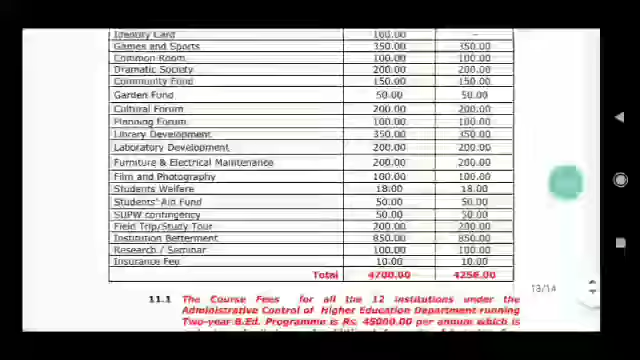 Identity Card 100.00 -
Games and Sports 350.00 350.00
Common Room 100.00 100.00
Dramatic Society 200.00 200.00
Community Fund 150.00 150.00
Garden Fund 50.00 50.00
Cultural Forum 200.00 200.00
Planning Forum 100.00 100.00
Library Development 350.00 350.00
Laboratory Development 200.00 200.00
Furniture & Electrical Maintenance 200.00 200.00
Film and Photography 100.00 100.00
Students Welfare 18.00 18.00
Students' Aid Fund 50.00 50.00
SUPW contingency 50.00 50.00
Field Trip/Study Tour 200.00 200.00
Institution Betterment 850.00 850.00
Research / Seminar 100.00 100.00
Insurance Fee 10.00 10.00
Total 4700.00 4256.00
13/14
11.1 The Course Fees for all the 12 institutions under the
Administrative Control of Higher Education Department running
Two-year B.Ed. Programme is Rs. 45000.00 per annum which is